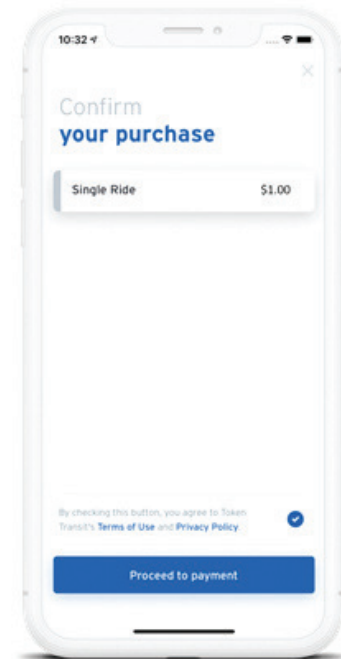 10:32
Confirm
your purchase
Single Ride $1.00
By checking this button, you agree to Token
Transit's Terms of Use and Privacy Policy
Proceed to payment